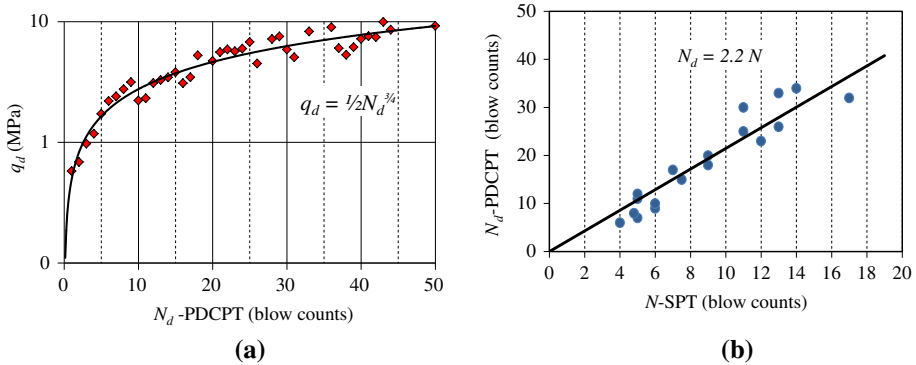 10
1
0
q_d (MPa)
q_d = ½N_d^¾
0 10 20 30 40 50
N_d -PDCPT (blow counts)
(a)
50
40
30
20
10
0
N_d-PDCPT (blow counts)
N_d = 2.2 N
0 2 4 6 8 10 12 14 16 18 20
N-SPT (blow counts)
(b)